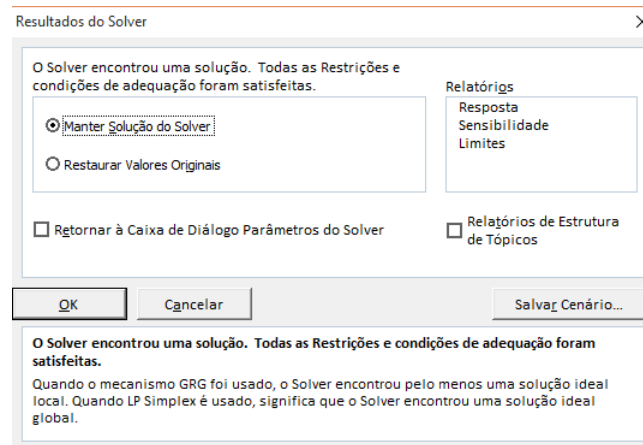 Resultados do Solver
O Solver encontrou uma solução. Todas as Restrições e
condições de adequação foram satisfeitas.
Manter Solução do Solver
Restaurar Valores Originais
Relatórios
Resposta
Sensibilidade
Limites
Retornar à Caixa de Diálogo Parâmetros do Solver
Relatórios de Estrutura
de Tópicos
OK
Cancelar
Salvar Cenário...
O Solver encontrou uma solução. Todas as Restrições e condições de adequação foram
satisfeitas.
Quando o mecanismo GRG foi usado, o Solver encontrou pelo menos uma solução ideal
local. Quando LP Simplex é usado, significa que o Solver encontrou uma solução ideal
global.